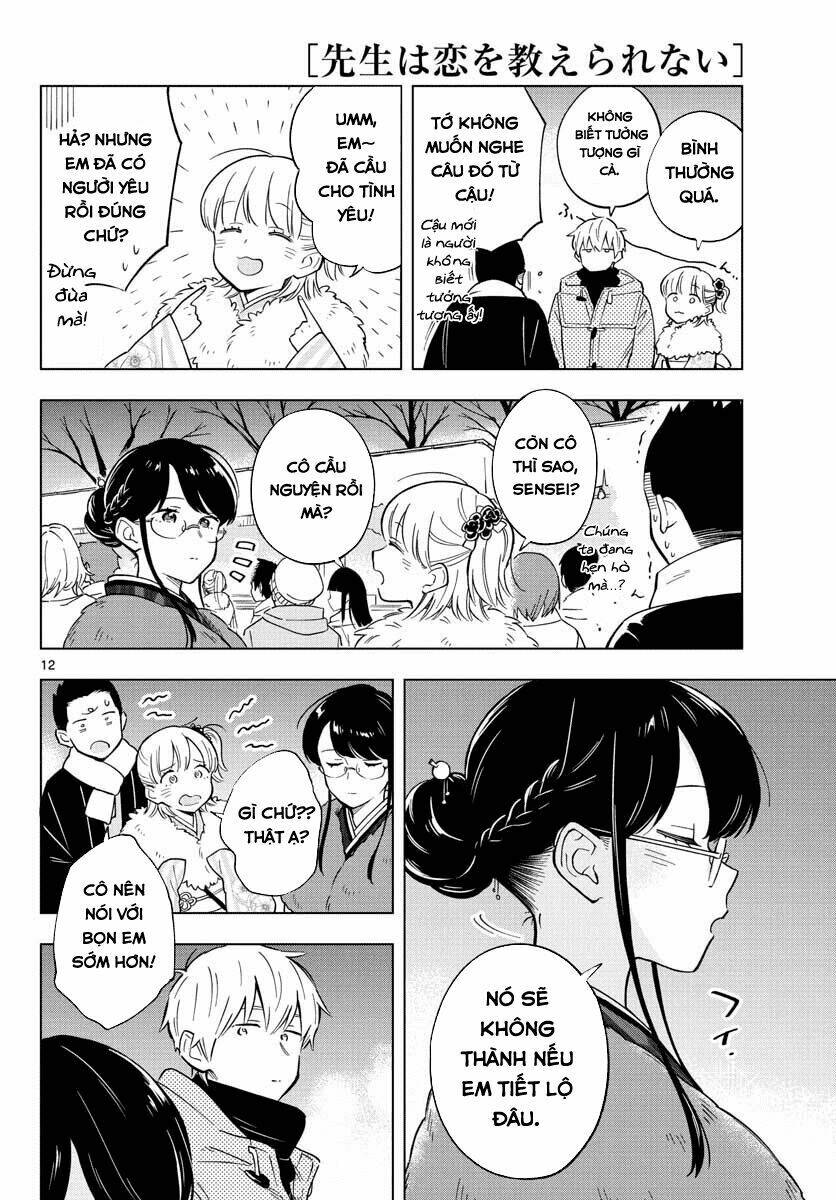 [先生は恋を教えられない]
BÌNH
THƯỜNG
QUÁ.
KHÔNG
BIẾT TƯỞNG
TƯỢNG GÌ
CẢ.
TỚ KHÔNG
MUỐN NGHE
CÂU ĐÓ TỪ
CẬU!
Cậu mới
là người
không
biết
tưởng
tượng ấy!
UMM,
EM~
ĐÃ CẦU
CHO TÌNH
YÊU!
HẢ? NHƯNG
EM ĐÃ CÓ
NGƯỜI YÊU
RỒI ĐÚNG
CHỨ?
Đừng
đùa
mà!
CÒN CÔ
THÌ SAO,
SENSEI?
Chúng
ta đang
hẹn hò
mà...?
CÔ CẦU
NGUYỆN RỒI
MÀ?
12
NÓ SẼ
KHÔNG
THÀNH NẾU
EM TIẾT LỘ
ĐÂU.
フイ
GÌ CHỨ??
THẬT Ạ?
CÔ NÊN
NÓI VỚI
BỌN EM
SỚM HƠN!